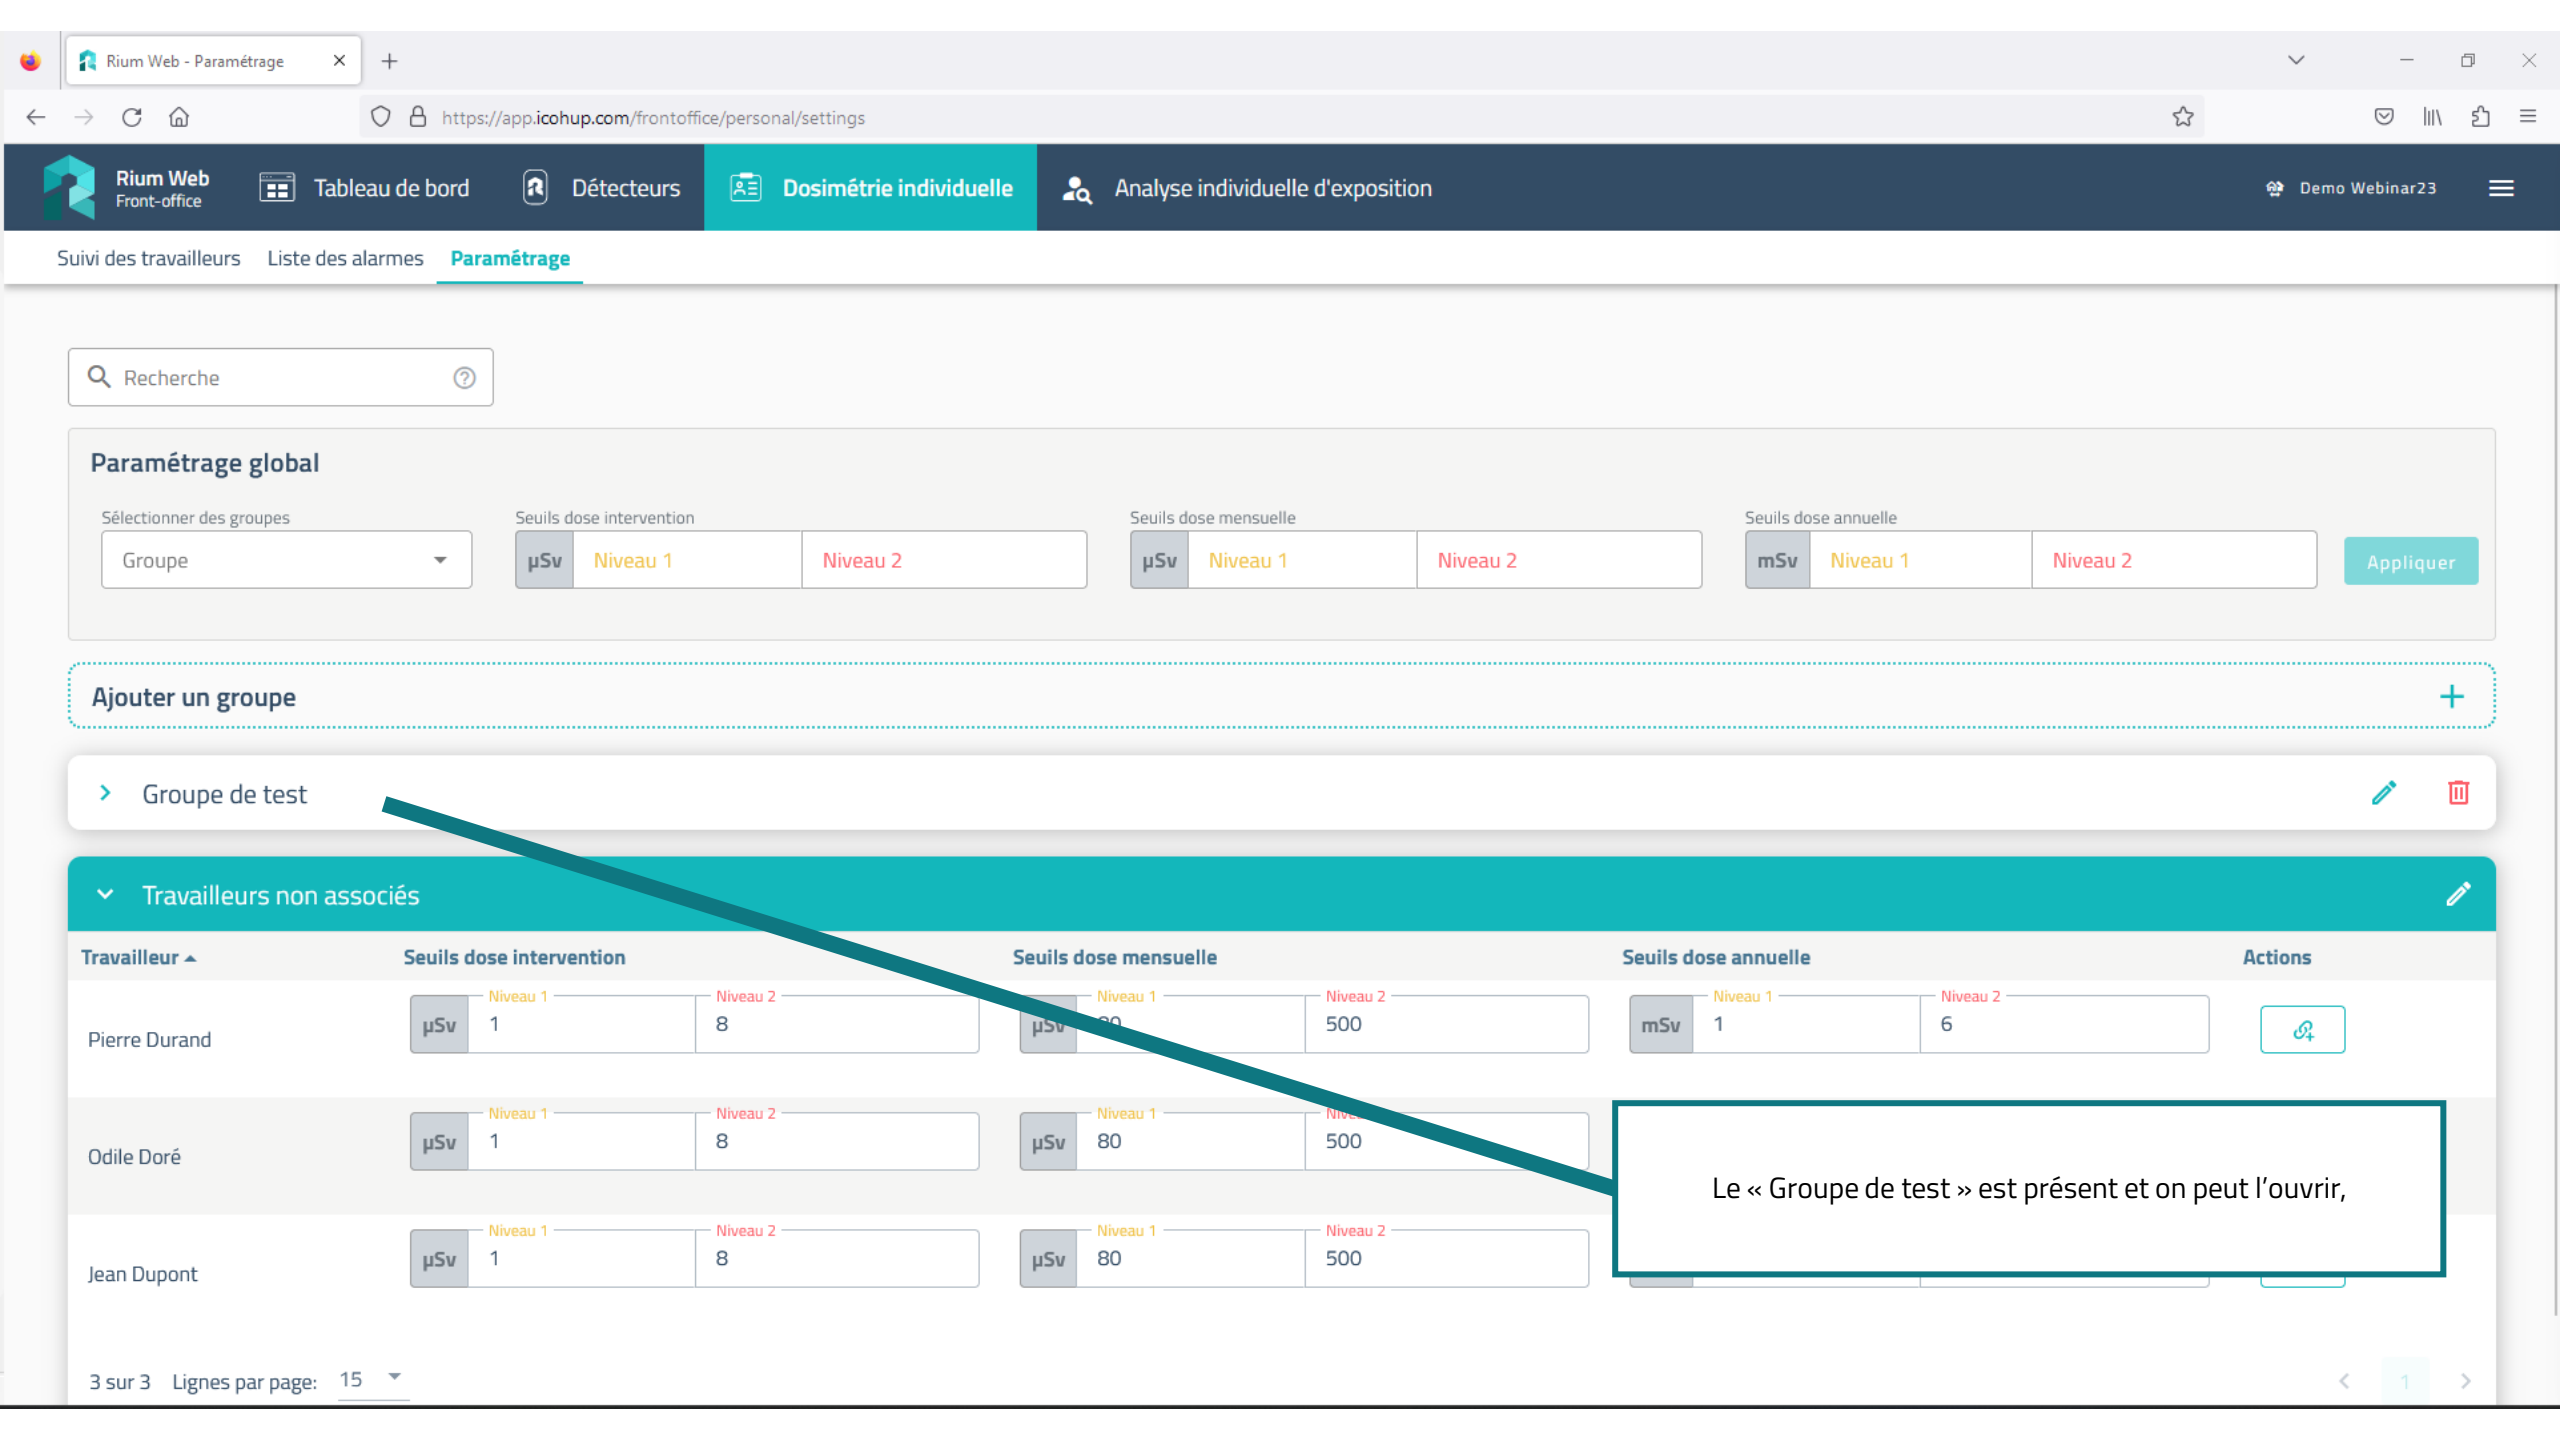 Rium Web - Paramétrage
https://app.icohup.com/frontoffice/personal/settings
Rium Web
Front-office
Tableau de bord
Détecteurs
Dosimétrie individuelle
Analyse individuelle d'exposition
Demo Webinar23
Suivi des travailleurs Liste des alarmes Paramétrage
Recherche
Paramétrage global
Sélectionner des groupes Seuils dose intervention Seuils dose mensuelle Seuils dose annuelle
Groupe µSv Niveau 1 Niveau 2 µSv Niveau 1 Niveau 2 mSv Niveau 1 Niveau 2 Appliquer
Ajouter un groupe
Groupe de test
Travailleurs non associés
Travailleur Seuils dose intervention Seuils dose mensuelle Seuils dose annuelle Actions
Niveau 1 Niveau 2 Niveau 1 Niveau 2 Niveau 1 Niveau 2
Pierre Durand µSv 1 8 µSv 500 mSv 1 6
Niveau 1 Niveau 2 Niveau 1
Odile Doré µSv 1 8 µSv 80 500
Le « Groupe de test » est présent et on peut l'ouvrir,
Niveau 1 Niveau 2 Niveau 1 Niveau 2
Jean Dupont µSv 1 8 µSv 80 500
3 sur 3 Lignes par page: 15
1